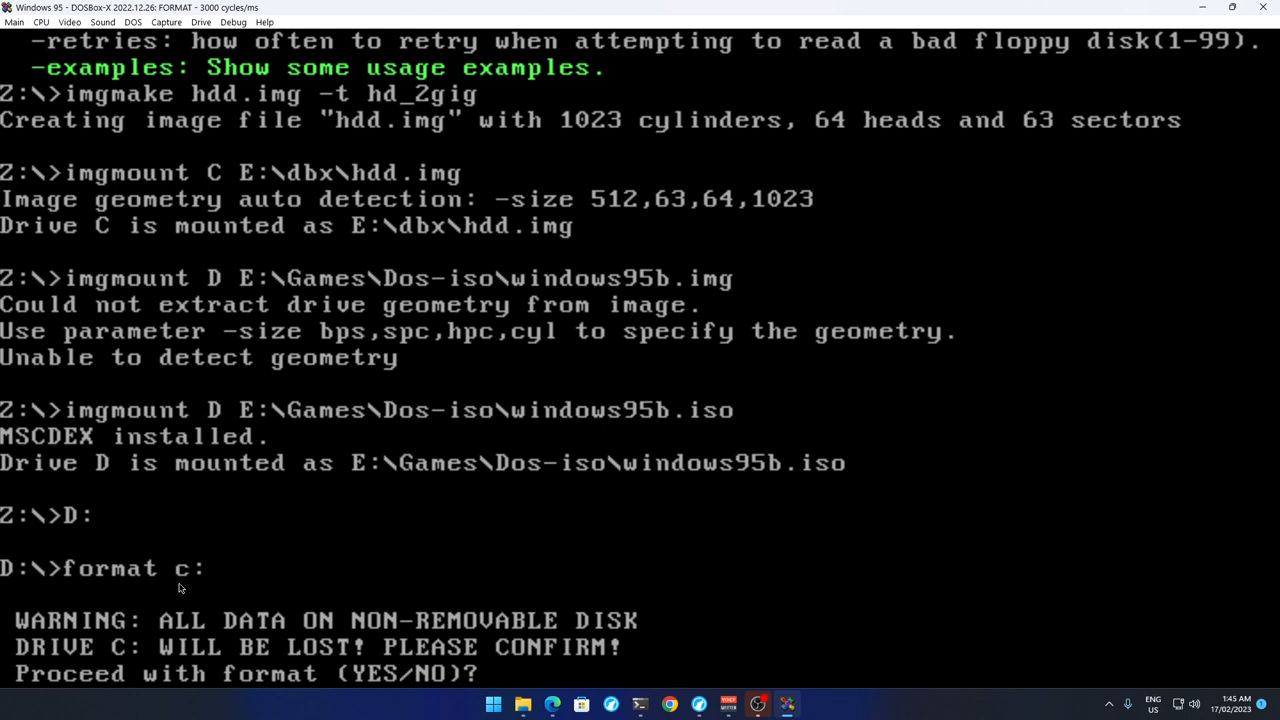 Windows 95 - DOSBox-X 2022.12.26: FORMAT - 3000 cycles/ms
Main CPU Video Sound DOS Capture Drive Debug Help
-retries: how often to retry when attempting to read a bad floppy disk(1-99).
-examples: Show some usage examples.
Z:\>imgmake hdd.img -t hd_2gig
Creating image file "hdd.img" with 1023 cylinders, 64 heads and 63 sectors
Z:\>imgmount C E:\dbx\hdd.img
Image geometry auto detection: -size 512,63,64,1023
Drive C is mounted as E:\dbx\hdd.img
Z:\>imgmount D E:\Games\Dos-iso\windows95b.img
Could not extract drive geometry from image.
Use parameter -size bps,spc,hpc,cyl to specify the geometry.
Unable to detect geometry
Z:\>imgmount D E:\Games\Dos-iso\windows95b.iso
MSCDEX installed.
Drive D is mounted as E:\Games\Dos-iso\windows95b.iso
Z:\>D:
D:\>format c:
WARNING: ALL DATA ON NON-REMOVABLE DISK
DRIVE C: WILL BE LOST! PLEASE CONFIRM!
Proceed with format (YES/NO)?
ENG
US
1:45 AM
17/02/2023